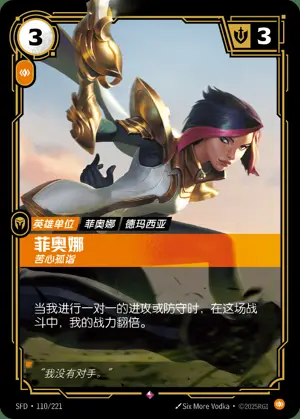 3
3
英雄单位 菲奥娜 德玛西亚
菲奥娜
苦心孤诣
当我进行一对一的进攻或防守时，在这场战
斗中，我的战力翻倍。
“我没有对手。”
SFD • 110/221 Six More Vodka ©2025RGI